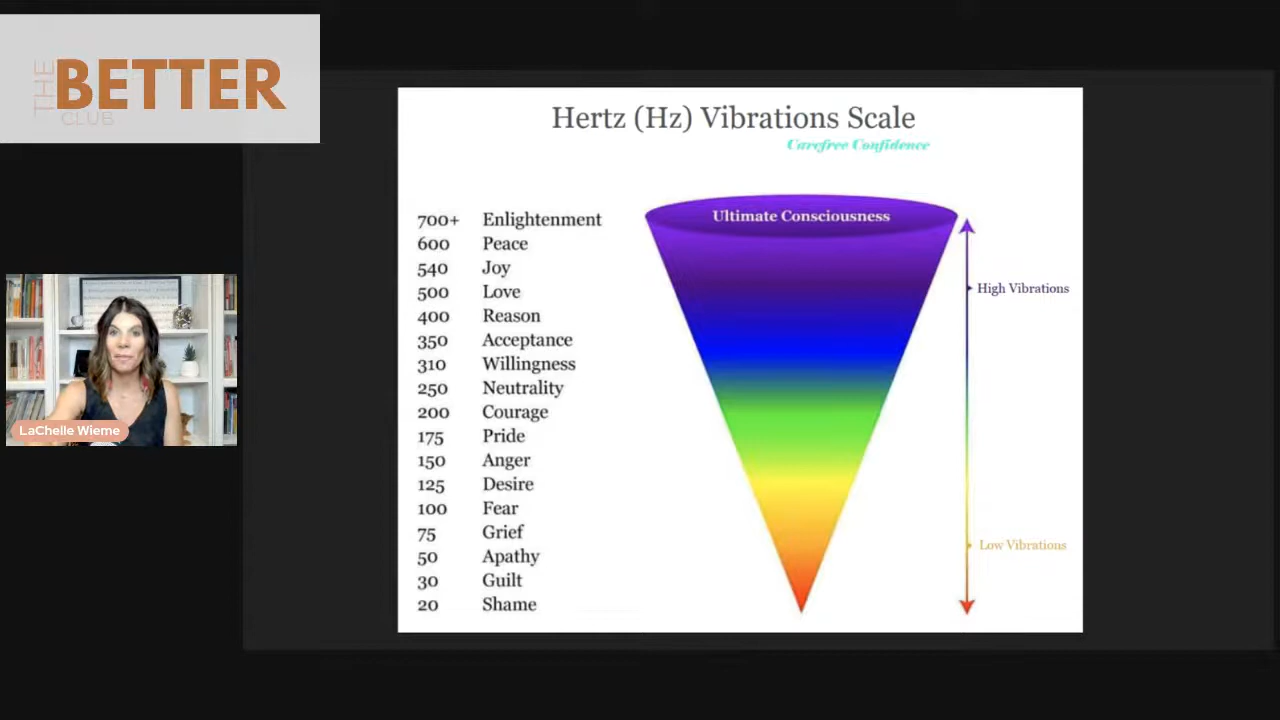 THE
BETTER
CLUB
Hertz (Hz) Vibrations Scale
Carefree Confidence
700+ Enlightenment
600 Peace
540 Joy
500 Love
400 Reason
350 Acceptance
310 Willingness
250 Neutrality
200 Courage
175 Pride
150 Anger
125 Desire
100 Fear
75 Grief
50 Apathy
30 Guilt
20 Shame
Ultimate Consciousness
High Vibrations
Low Vibrations
LaChelle Wieme